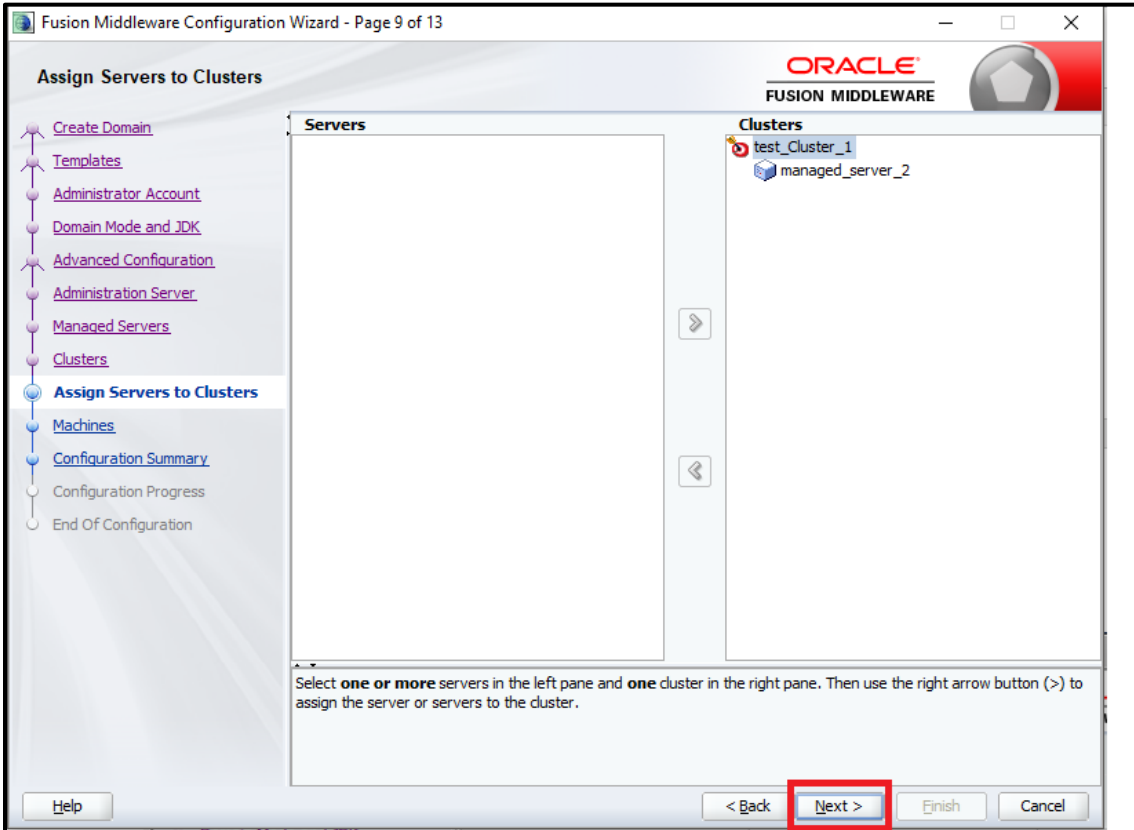 Fusion Middleware Configuration Wizard - Page 9 of 13
Assign Servers to Clusters
ORACLE
FUSION MIDDLEWARE
Create Domain
Templates
Administrator Account
Domain Mode and JDK
Advanced Configuration
Administration Server
Managed Servers
Clusters
Assign Servers to Clusters
Machines
Configuration Summary
Configuration Progress
End Of Configuration
Servers
Clusters
test_Cluster_1
managed_server_2
Select one or more servers in the left pane and one cluster in the right pane. Then use the right arrow button (>) to
assign the server or servers to the cluster.
Help
< Back
Next >
Finish
Cancel